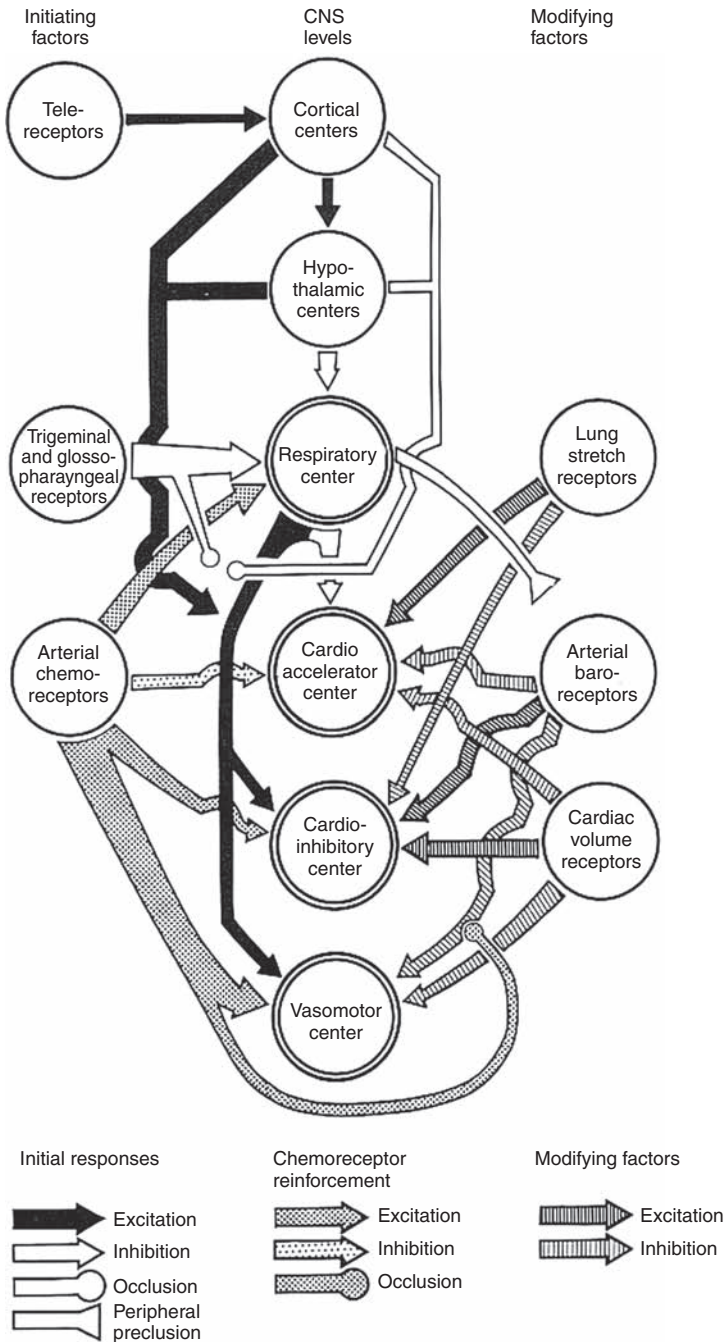 Initiating
factors
CNS
levels
Modifying
factors
Tele-
receptors
Cortical
centers
Hypo-
thalamic
centers
Trigeminal
and glosso-
pharayngeal
receptors
Respiratory
center
Lung
stretch
receptors
Arterial
chemo-
receptors
Cardio
accelerator
center
Arterial
baro-
receptors
Cardio-
inhibitory
center
Cardiac
volume
receptors
Vasomotor
center
Initial responses
Excitation
Inhibition
Occlusion
Peripheral
preclusion
Chemoreceptor
reinforcement
Excitation
Inhibition
Occlusion
Modifying factors
Excitation
Inhibition